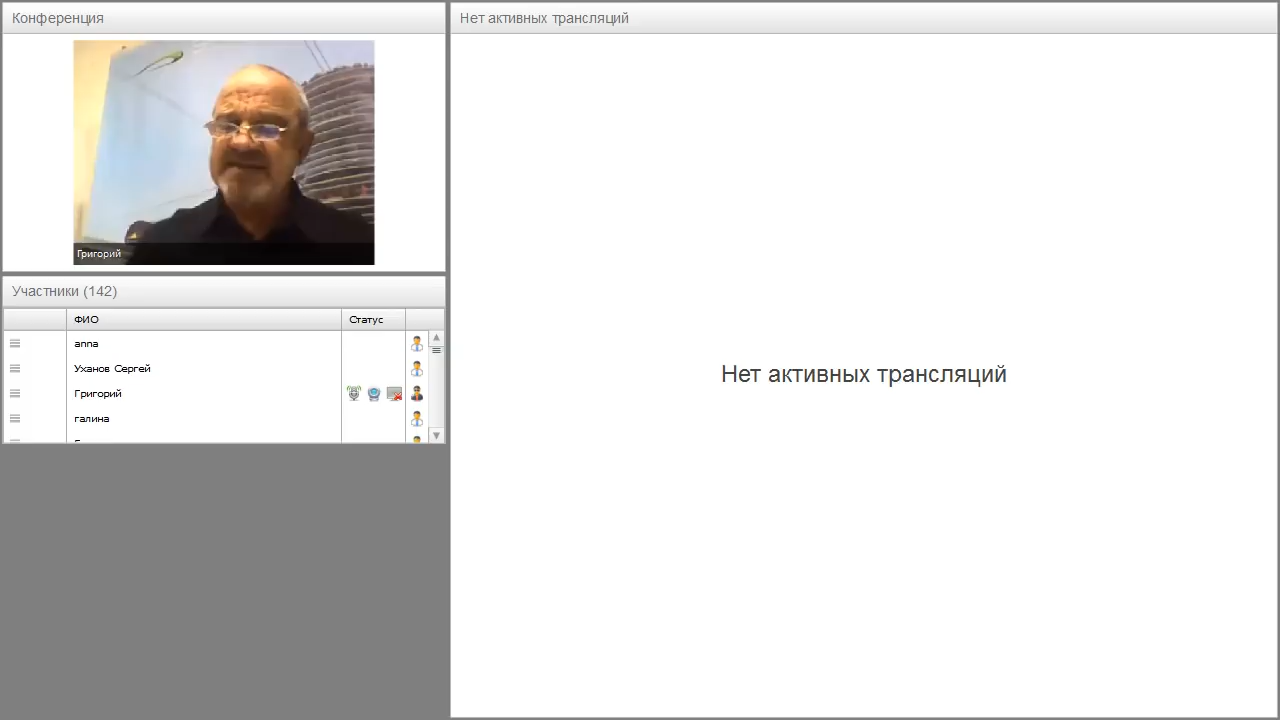 Конференция
Нет активных трансляций
Григорий
Участники (142)
ФИО
Статус
anna
Уханов Сергей
Григорий
галина
Нет активных трансляций